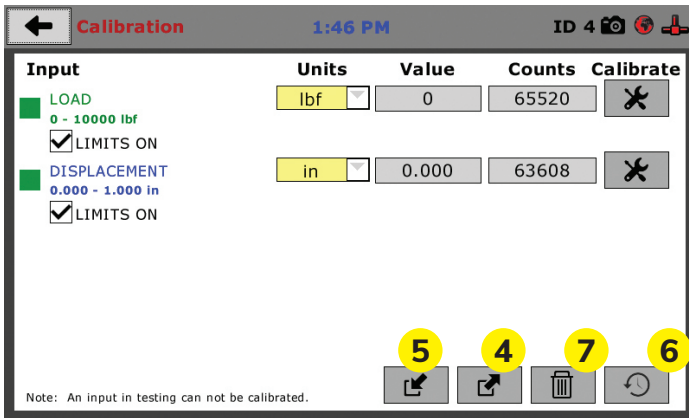 Calibration 1:46 PM ID 4
Input Units Value Counts Calibrate
LOAD lbf 0 65520
0 - 10000 lbf
LIMITS ON
DISPLACEMENT in 0.000 63608
0.000 - 1.000 in
LIMITS ON
5 4 7 6
Note: An input in testing can not be calibrated.